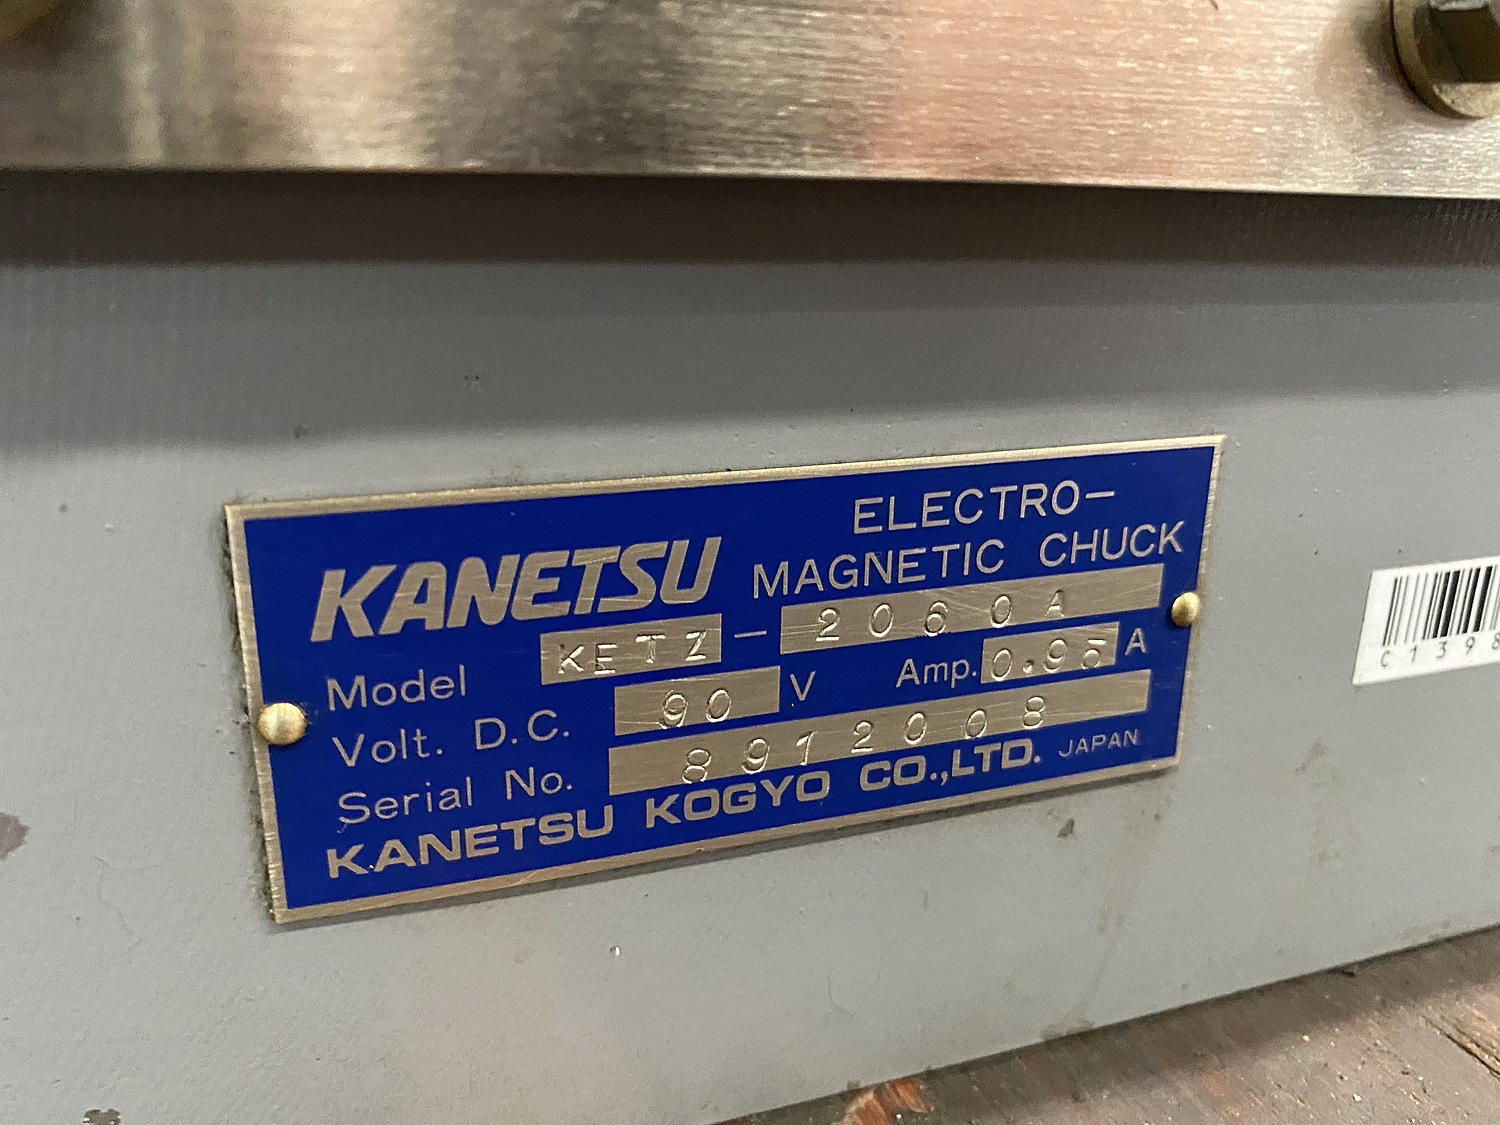 KANETSU ELECTRO-
MAGNETIC CHUCK
Model KETZ-2060A
Volt. D.C. 90 V Amp. 0.95 A
Serial No. 8912008
KANETSU KOGYO CO.,LTD. JAPAN
C1398